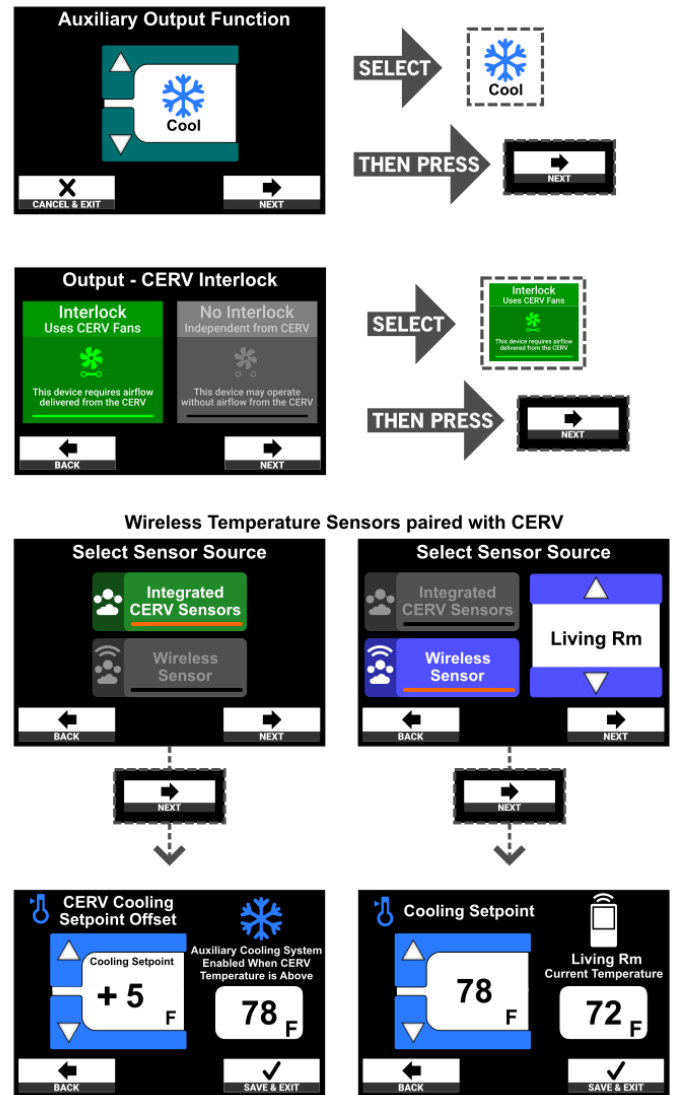 Auxiliary Output Function
Cool
CANCEL & EXIT
NEXT
SELECT
Cool
THEN PRESS
NEXT
Output - CERV Interlock
Interlock
Uses CERV Fans
This device requires airflow
delivered from the CERV
No Interlock
Independent from CERV
This device may operate
without airflow from the CERV
BACK
NEXT
SELECT
Interlock
Uses CERV Fans
This device requires airflow
delivered from the CERV
THEN PRESS
NEXT
Wireless Temperature Sensors paired with CERV
Select Sensor Source
Integrated
CERV Sensors
Wireless
Sensor
BACK
NEXT
Select Sensor Source
Integrated
CERV Sensors
Wireless
Sensor
Living Rm
BACK
NEXT
NEXT
NEXT
CERV Cooling
Setpoint Offset
Cooling Setpoint
+ 5
F
Auxiliary Cooling System
Enabled When CERV
Temperature is Above
78 F
BACK
SAVE & EXIT
Cooling Setpoint
78
F
Living Rm
Current Temperature
72 F
BACK
SAVE & EXIT